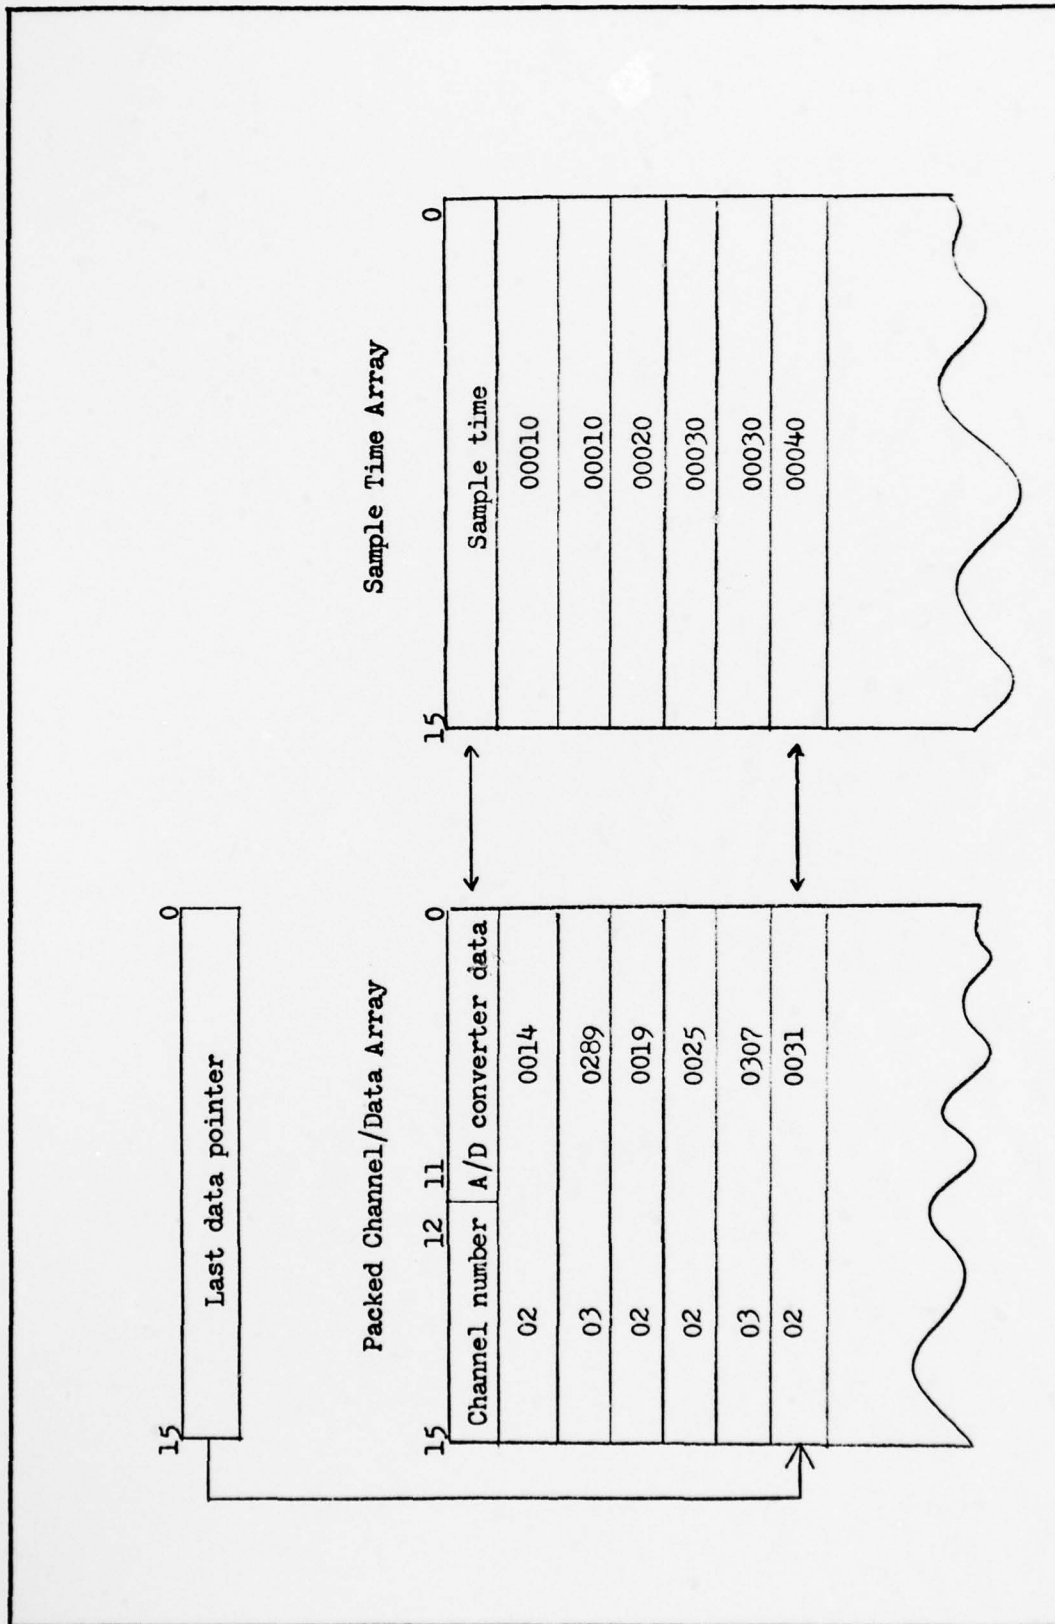 15 0
Last data pointer
Packed Channel/Data Array
Sample Time Array
15 12 11 0
15 0
Channel number A/D converter data
Sample time
02 0014 00010
03 0289 00010
02 0019 00020
02 0025 00030
03 0307 00030
02 0031 00040